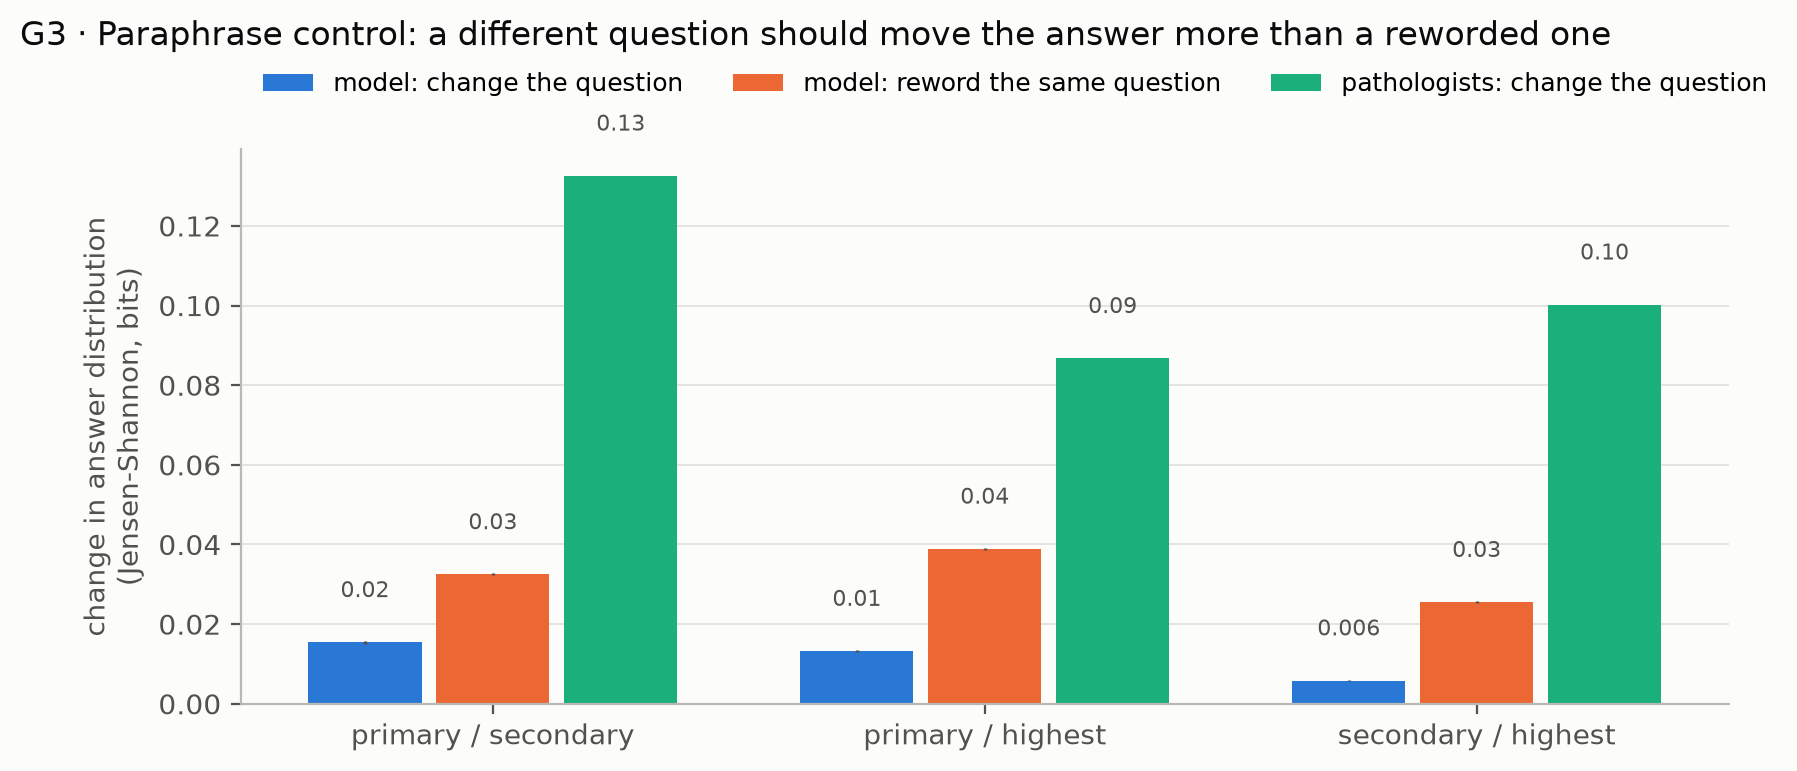 G3 · Paraphrase control: a different question should move the answer more than a reworded one
model: change the question
model: reword the same question
pathologists: change the question
change in answer distribution
(Jensen-Shannon, bits)
0.12
0.10
0.08
0.06
0.04
0.02
0.00
0.02
0.03
0.13
0.01
0.04
0.09
0.006
0.03
0.10
primary / secondary
primary / highest
secondary / highest